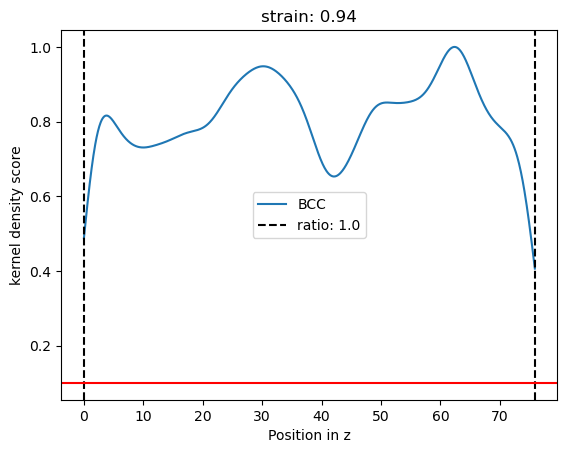 strain: 0.94
kernel density score
1.0
0.8
0.6
0.4
0.2
BCC
ratio: 1.0
0 10 20 30 40 50 60 70
Position in z